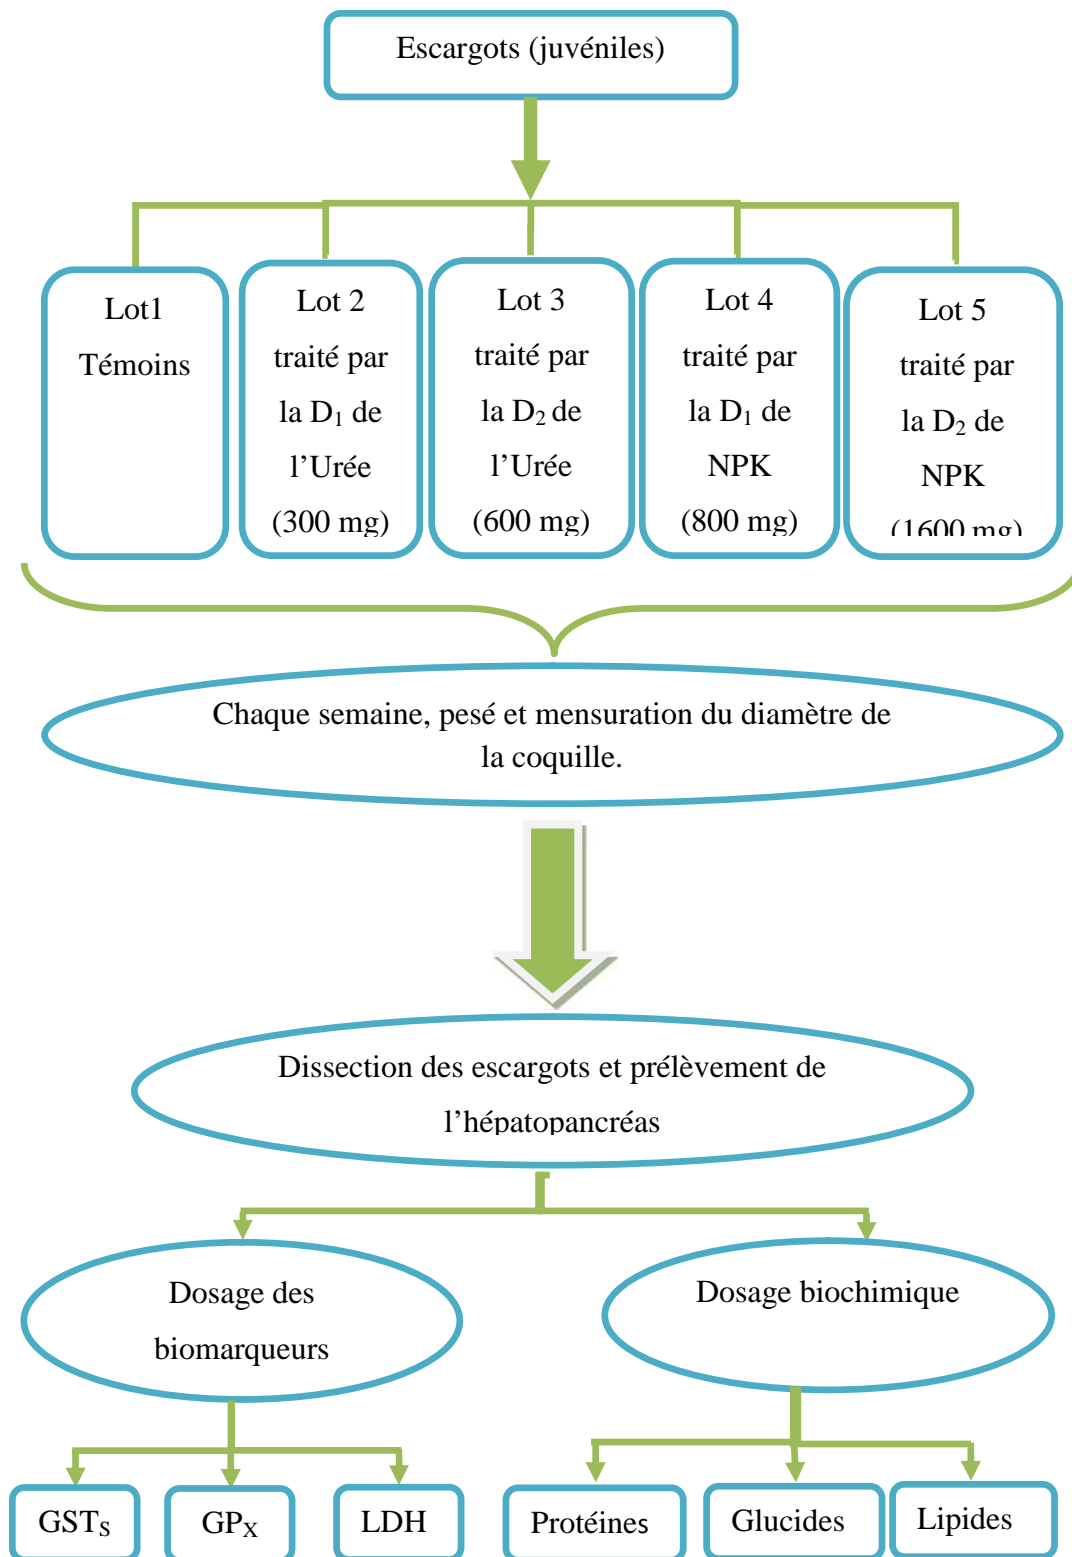 Escargots (juvéniles)
Lot1
Témoins
Lot 2
traité par
la D₁ de
l’Urée
(300 mg)
Lot 3
traité par
la D₂ de
l’Urée
(600 mg)
Lot 4
traité par
la D₁ de
NPK
(800 mg)
Lot 5
traité par
la D₂ de
NPK
(1600 mg)
Chaque semaine, pesé et mensuration du diamètre de
la coquille.
Dissection des escargots et prélèvement de
l’hépatopancréas
Dosage des
biomarqueurs
Dosage biochimique
GSTS
GPX
LDH
Protéines
Glucides
Lipides